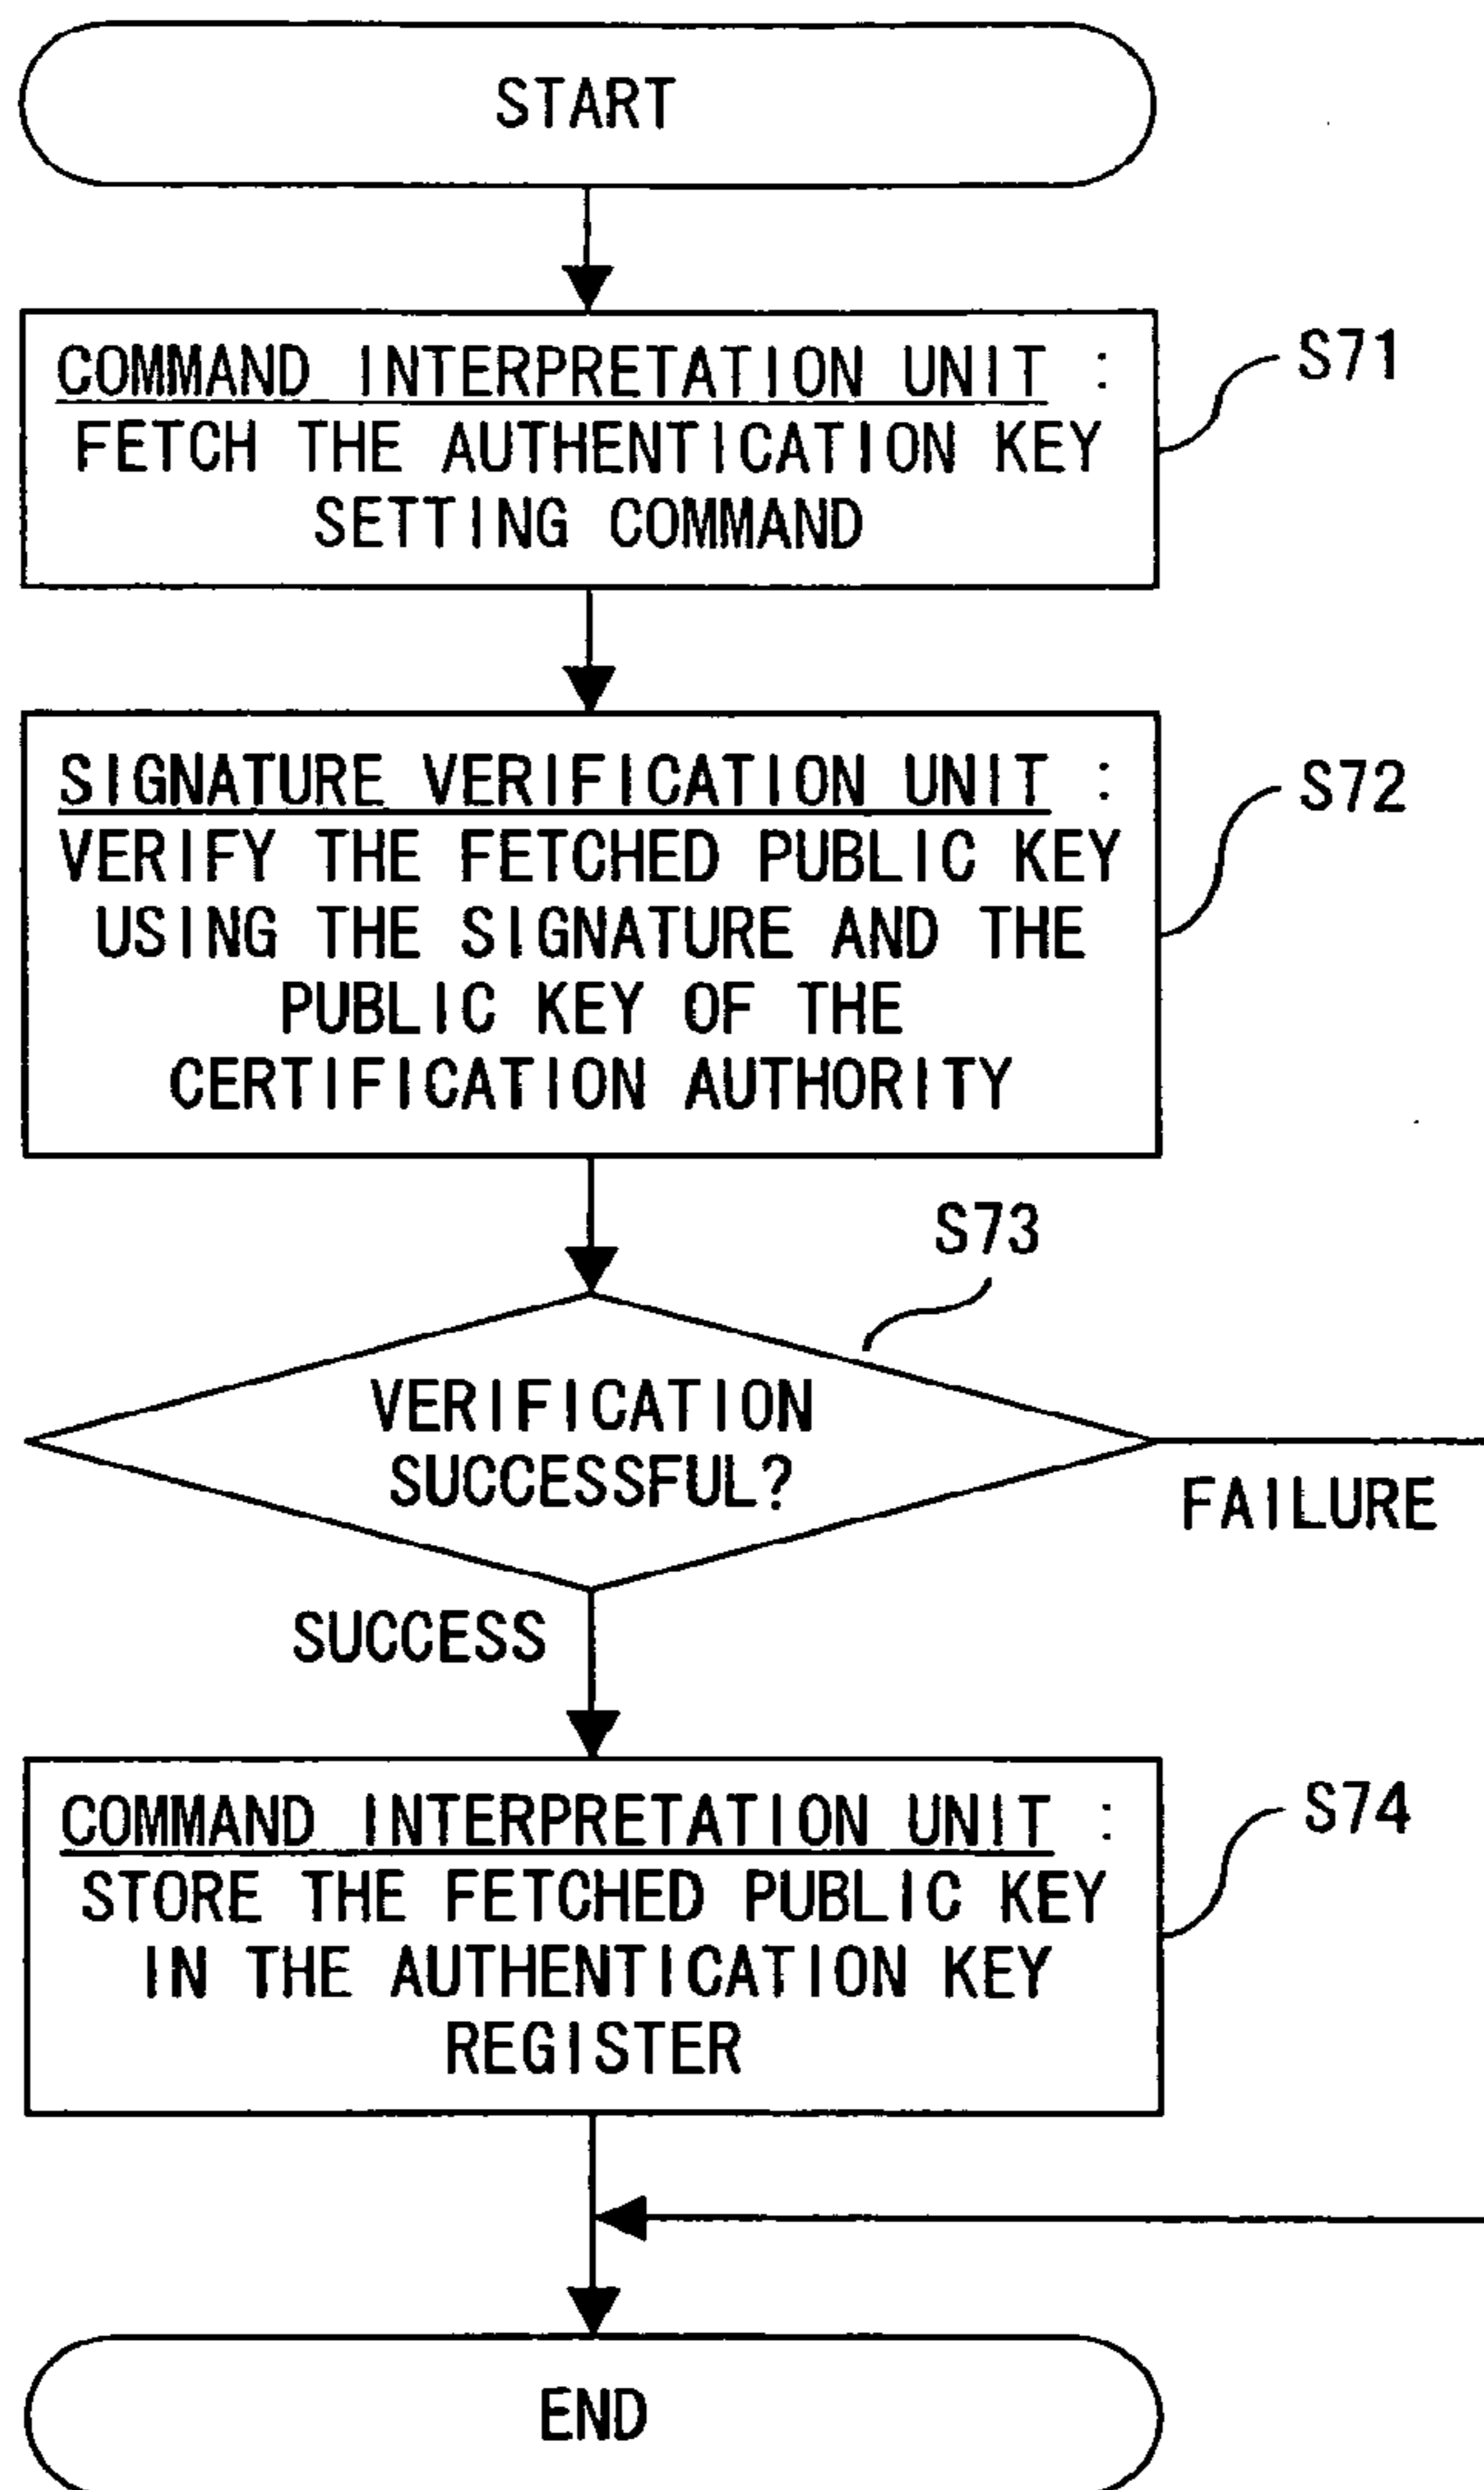 START
COMMAND INTERPRETATION UNIT :
FETCH THE AUTHENTICATION KEY
SETTING COMMAND
S71
SIGNATURE VERIFICATION UNIT :
VERIFY THE FETCHED PUBLIC KEY
USING THE SIGNATURE AND THE
PUBLIC KEY OF THE
CERTIFICATION AUTHORITY
S72
S73
VERIFICATION
SUCCESSFUL?
FAILURE
SUCCESS
COMMAND INTERPRETATION UNIT :
STORE THE FETCHED PUBLIC KEY
IN THE AUTHENTICATION KEY
REGISTER
S74
END